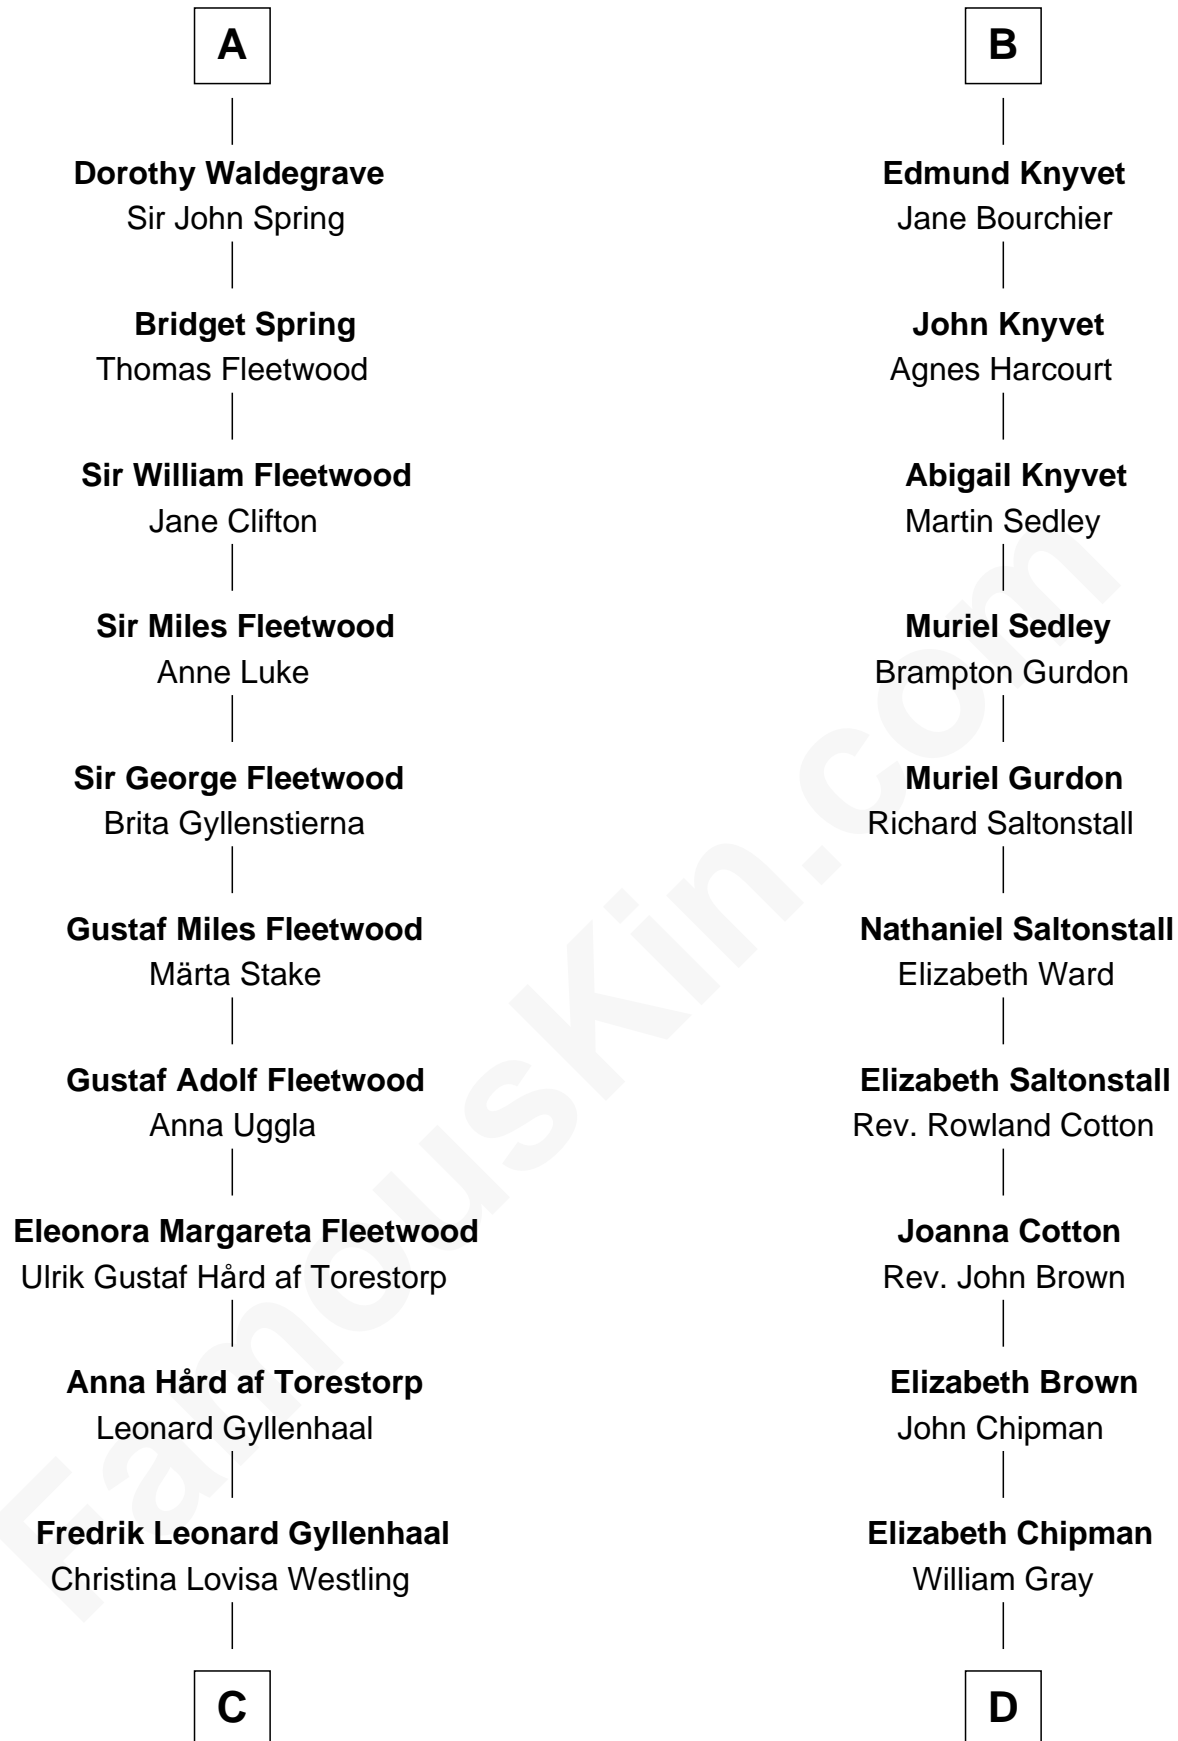 A
Dorothy Waldegrave
Sir John Spring
Bridget Spring
Thomas Fleetwood
Sir William Fleetwood
Jane Clifton
Sir Miles Fleetwood
Anne Luke
Sir George Fleetwood
Brita Gyllenstierna
Gustaf Miles Fleetwood
Märta Stake
Gustaf Adolf Fleetwood
Anna Uggla
Eleonora Margareta Fleetwood
Ulrik Gustaf Hård af Torestorp
Anna Hård af Torestorp
Leonard Gyllenhaal
Fredrik Leonard Gyllenhaal
Christina Lovisa Westling
C
B
Edmund Knyvet
Jane Bourchier
John Knyvet
Agnes Harcourt
Abigail Knyvet
Martin Sedley
Muriel Sedley
Brampton Gurdon
Muriel Gurdon
Richard Saltonstall
Nathaniel Saltonstall
Elizabeth Ward
Elizabeth Saltonstall
Rev. Rowland Cotton
Joanna Cotton
Rev. John Brown
Elizabeth Brown
John Chipman
Elizabeth Chipman
William Gray
D
FamousKin.com